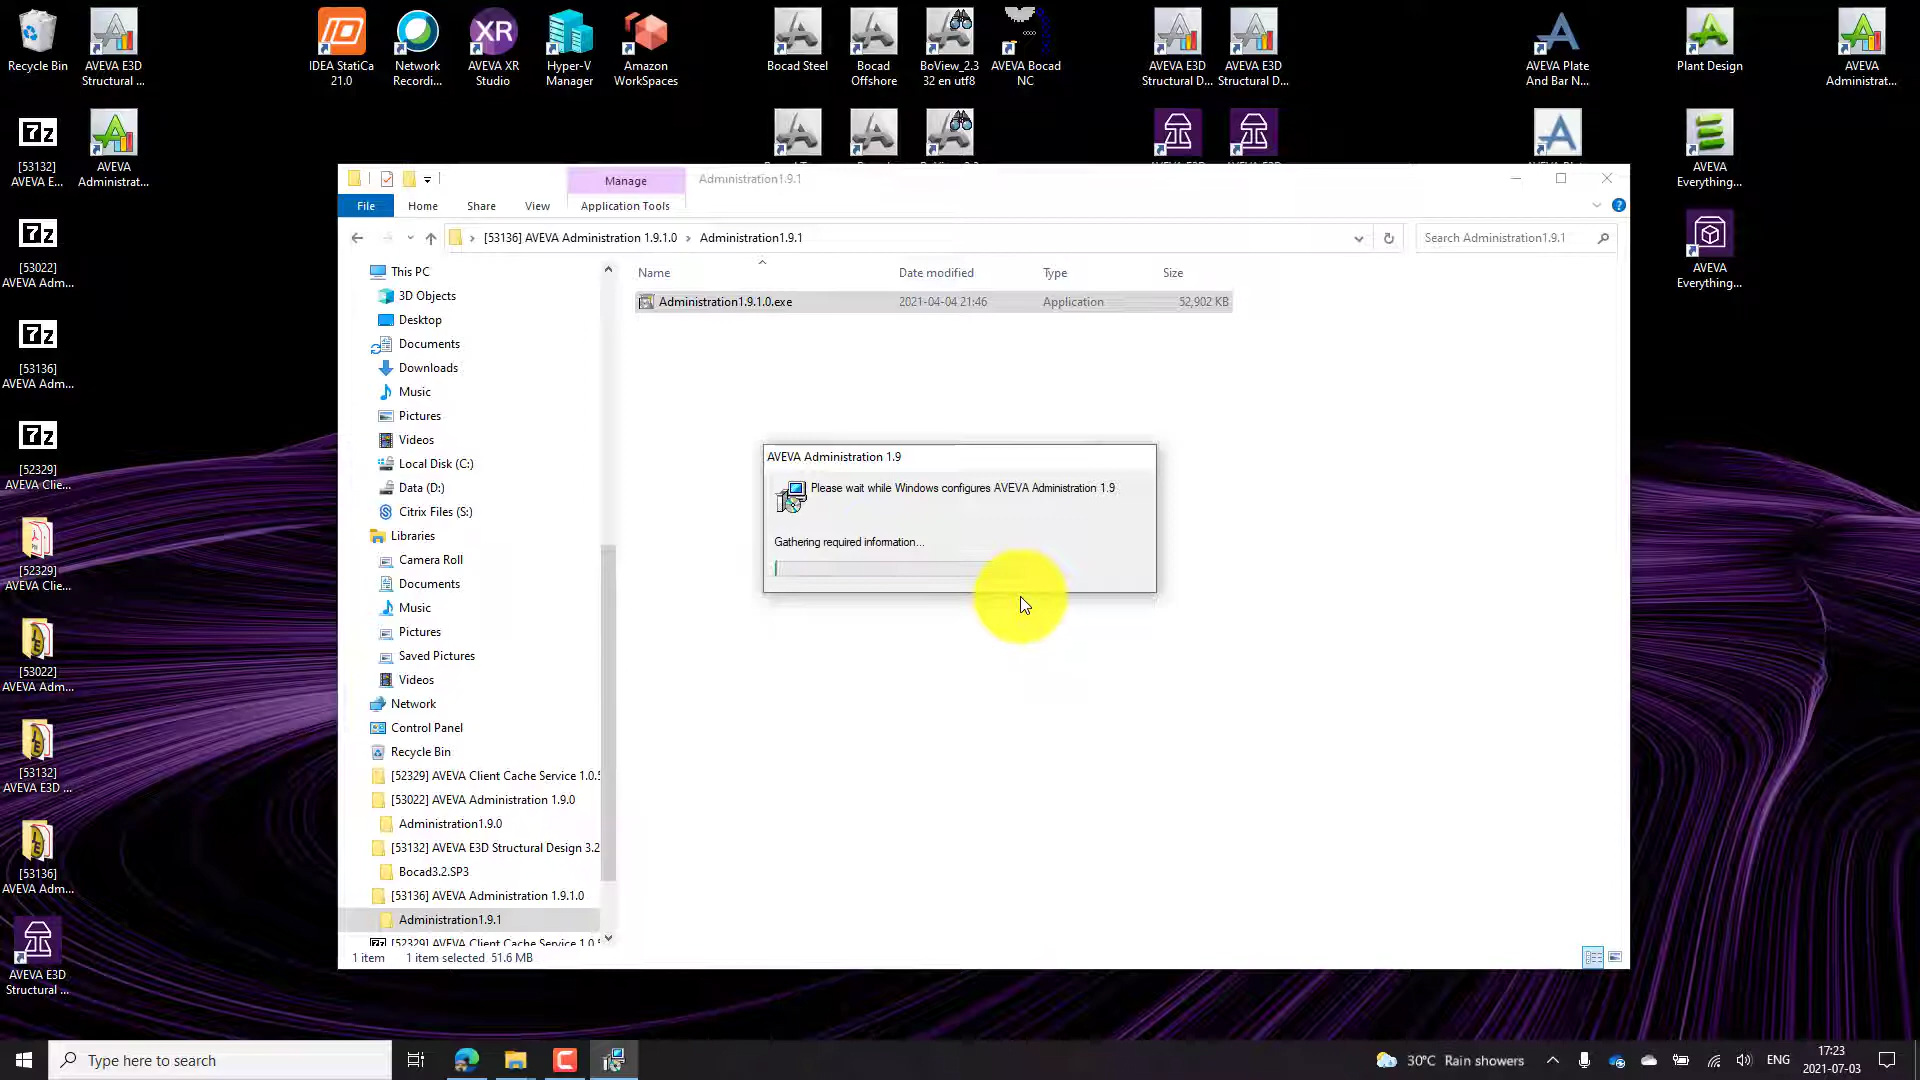 Recycle Bin
AVEVA E3D
Structural ...
IDEA StatiCa
21.0
Network
Recordi...
AVEVA XR
Studio
Hyper-V
Manager
Amazon
WorkSpaces
Bocad Steel
Bocad
Offshore
BoView_2.3
32 en utf8
AVEVA Bocad
NC
AVEVA E3D
Structural D...
AVEVA E3D
Structural D...
AVEVA Plate
And Bar N...
Plant Design
AVEVA
Administrat...
[53132]
AVEVA E...
AVEVA
Administrat...
AVEVA
Everything...
[53022]
AVEVA Adm...
AVEVA
Everything...
[53136]
AVEVA Adm...
[52329]
AVEVA Clie...
[52329]
AVEVA Clie...
[53022]
AVEVA Adm...
[53132]
AVEVA E3D ...
[53136]
AVEVA Adm...
AVEVA E3D
Structural ...
Manage
Administration1.9.1
File
Home
Share
View
Application Tools
[53136] AVEVA Administration 1.9.1.0
Administration1.9.1
Search Administration1.9.1
Name
Date modified
Type
Size
Administration1.9.1.0.exe
2021-04-04 21:46
Application
52,902 KB
This PC
3D Objects
Desktop
Documents
Downloads
Music
Pictures
Videos
Local Disk (C:)
Data (D:)
Citrix Files (S:)
Libraries
Camera Roll
Documents
Music
Pictures
Saved Pictures
Videos
Network
Control Panel
Recycle Bin
[52329] AVEVA Client Cache Service 1.0.5
[53022] AVEVA Administration 1.9.0
Administration1.9.0
[53132] AVEVA E3D Structural Design 3.2
Bocad3.2.SP3
[53136] AVEVA Administration 1.9.1.0
Administration1.9.1
[52329] AVEVA Client Cache Service 1.0.5
AVEVA Administration 1.9
Please wait while Windows configures AVEVA Administration 1.9
Gathering required information...
1 item
1 item selected 51.6 MB
Type here to search
30°C Rain showers
ENG
17:23
2021-07-03